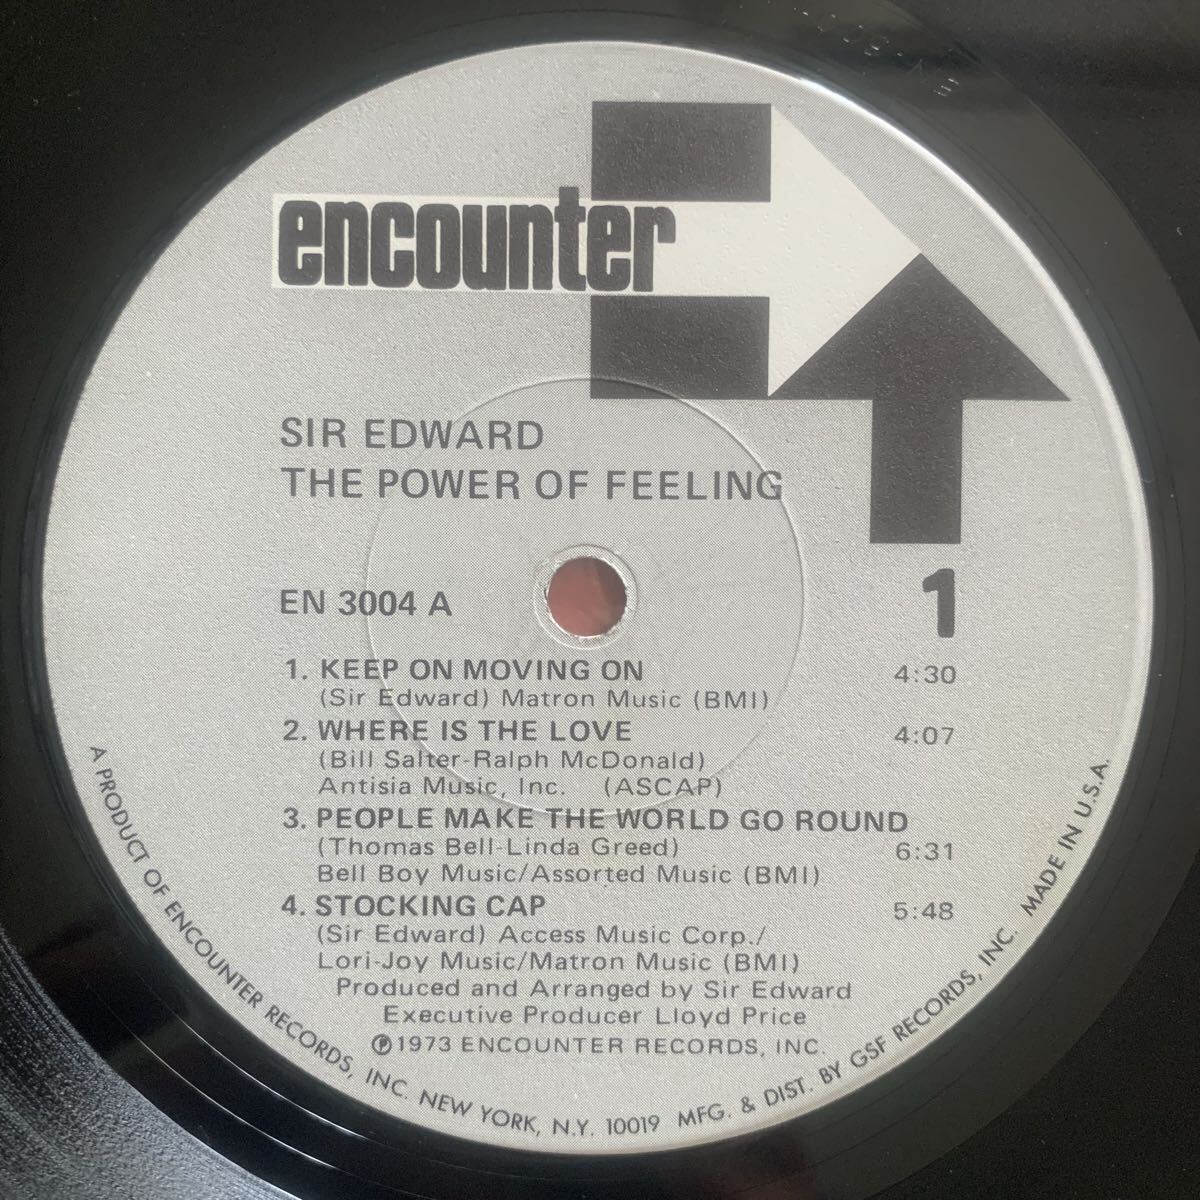 encounter
SIR EDWARD
THE POWER OF FEELING
EN 3004 A
1
1. KEEP ON MOVING ON 4:30
(Sir Edward) Matron Music (BMI)
2. WHERE IS THE LOVE 4:07
(Bill Salter-Ralph McDonald)
Antisia Music, Inc. (ASCAP)
3. PEOPLE MAKE THE WORLD GO ROUND
(Thomas Bell-Linda Greed) 6:31
Bell Boy Music/Assorted Music (BMI)
4. STOCKING CAP 5:48
(Sir Edward) Access Music Corp./
Lori-Joy Music/Matron Music (BMI)
Produced and Arranged by Sir Edward
Executive Producer Lloyd Price
℗1973 ENCOUNTER RECORDS, INC.
A PRODUCT OF ENCOUNTER RECORDS, INC. NEW YORK, N.Y. 10019 MFG. & DIST. BY GSF RECORDS, INC. MADE IN U.S.A.